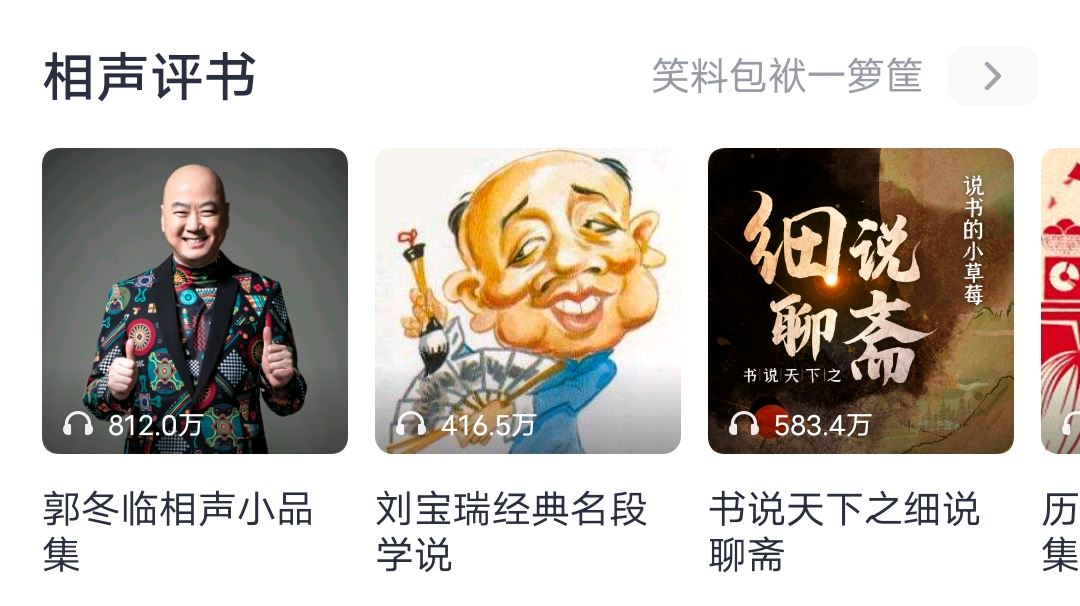 相声评书
笑料包袱一箩筐
细说
聊斋
说书的小草莓
书说天下之
812.0万
416.5万
583.4万
郭冬临相声小品
集
刘宝瑞经典名段
学说
书说天下之细说
聊斋
历
集